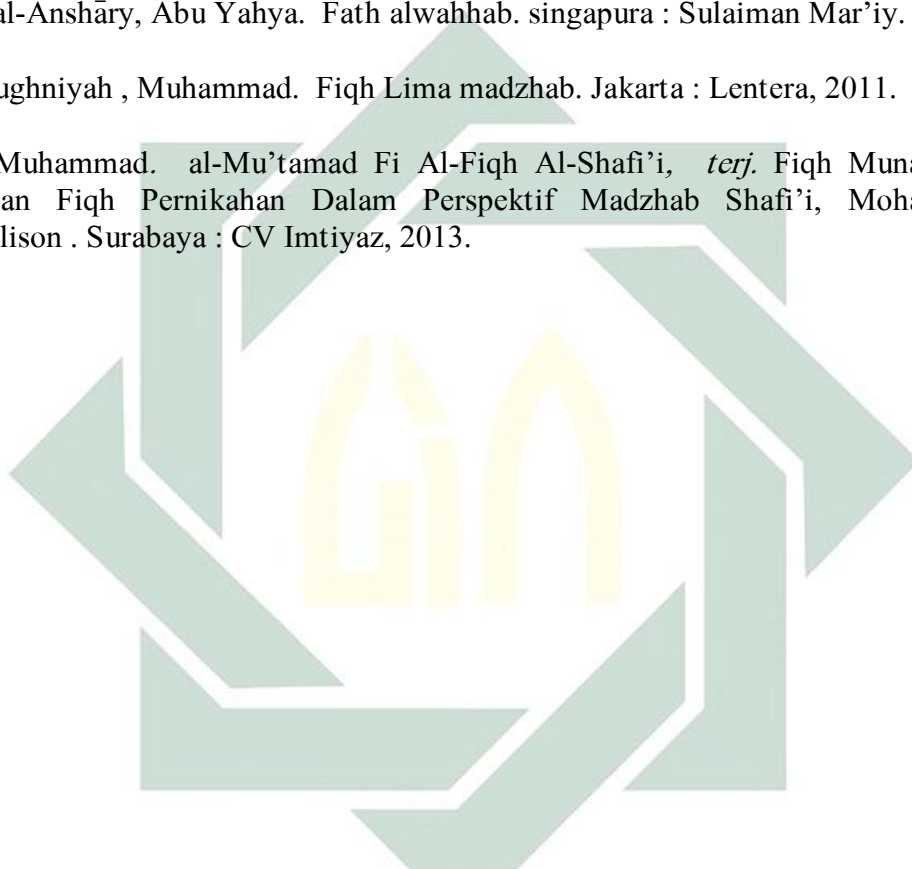 al-Anshāry, Abu Yahya. Fath alwahhab. singapura : Sulaiman Mar’iy.
ughniyah , Muhammad. Fiqh Lima madzhab. Jakarta : Lentera, 2011.
Muhammad. al-Mu’tamad Fi Al-Fiqh Al-Shafi’i, terj. Fiqh Muna
an Fiqh Pernikahan Dalam Perspektif Madzhab Shafi’i, Moha
lison . Surabaya : CV Imtiyaz, 2013.